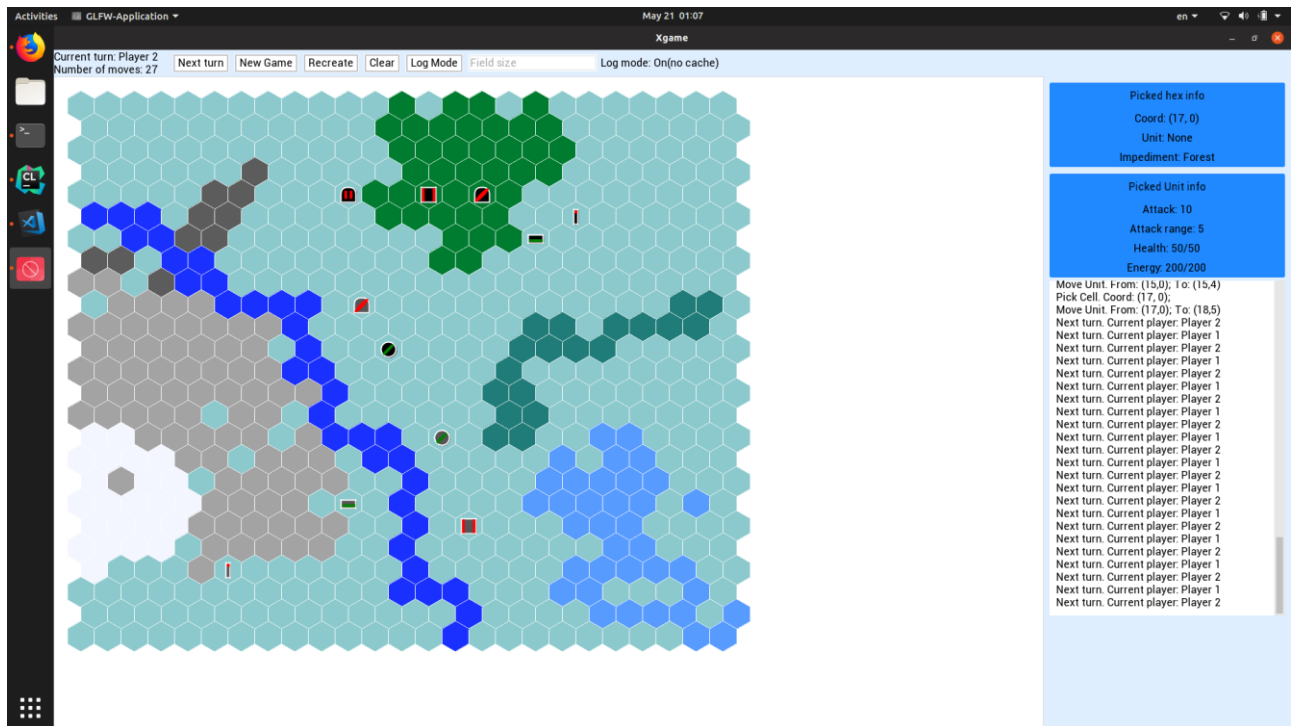 Activities GLFW-Application May 21 01:07 en
Xgame
Current turn: Player 2
Number of moves: 27
Next turn New Game Recreate Clear Log Mode Field size Log mode: On(no cache)
Picked hex info
Coord: (17, 0)
Unit: None
Impediment: Forest
Picked Unit info
Attack: 10
Attack range: 5
Health: 50/50
Energy: 200/200
Move Unit. From: (15,0); To: (15,4)
Pick Cell. Coord: (17, 0);
Move Unit. From: (17,0); To: (18,5)
Next turn. Current player: Player 2
Next turn. Current player: Player 1
Next turn. Current player: Player 2
Next turn. Current player: Player 1
Next turn. Current player: Player 2
Next turn. Current player: Player 1
Next turn. Current player: Player 2
Next turn. Current player: Player 1
Next turn. Current player: Player 2
Next turn. Current player: Player 1
Next turn. Current player: Player 2
Next turn. Current player: Player 1
Next turn. Current player: Player 2
Next turn. Current player: Player 1
Next turn. Current player: Player 2
Next turn. Current player: Player 1
Next turn. Current player: Player 2
Next turn. Current player: Player 1
Next turn. Current player: Player 2
Next turn. Current player: Player 1
Next turn. Current player: Player 2
Next turn. Current player: Player 1
Next turn. Current player: Player 2
CL